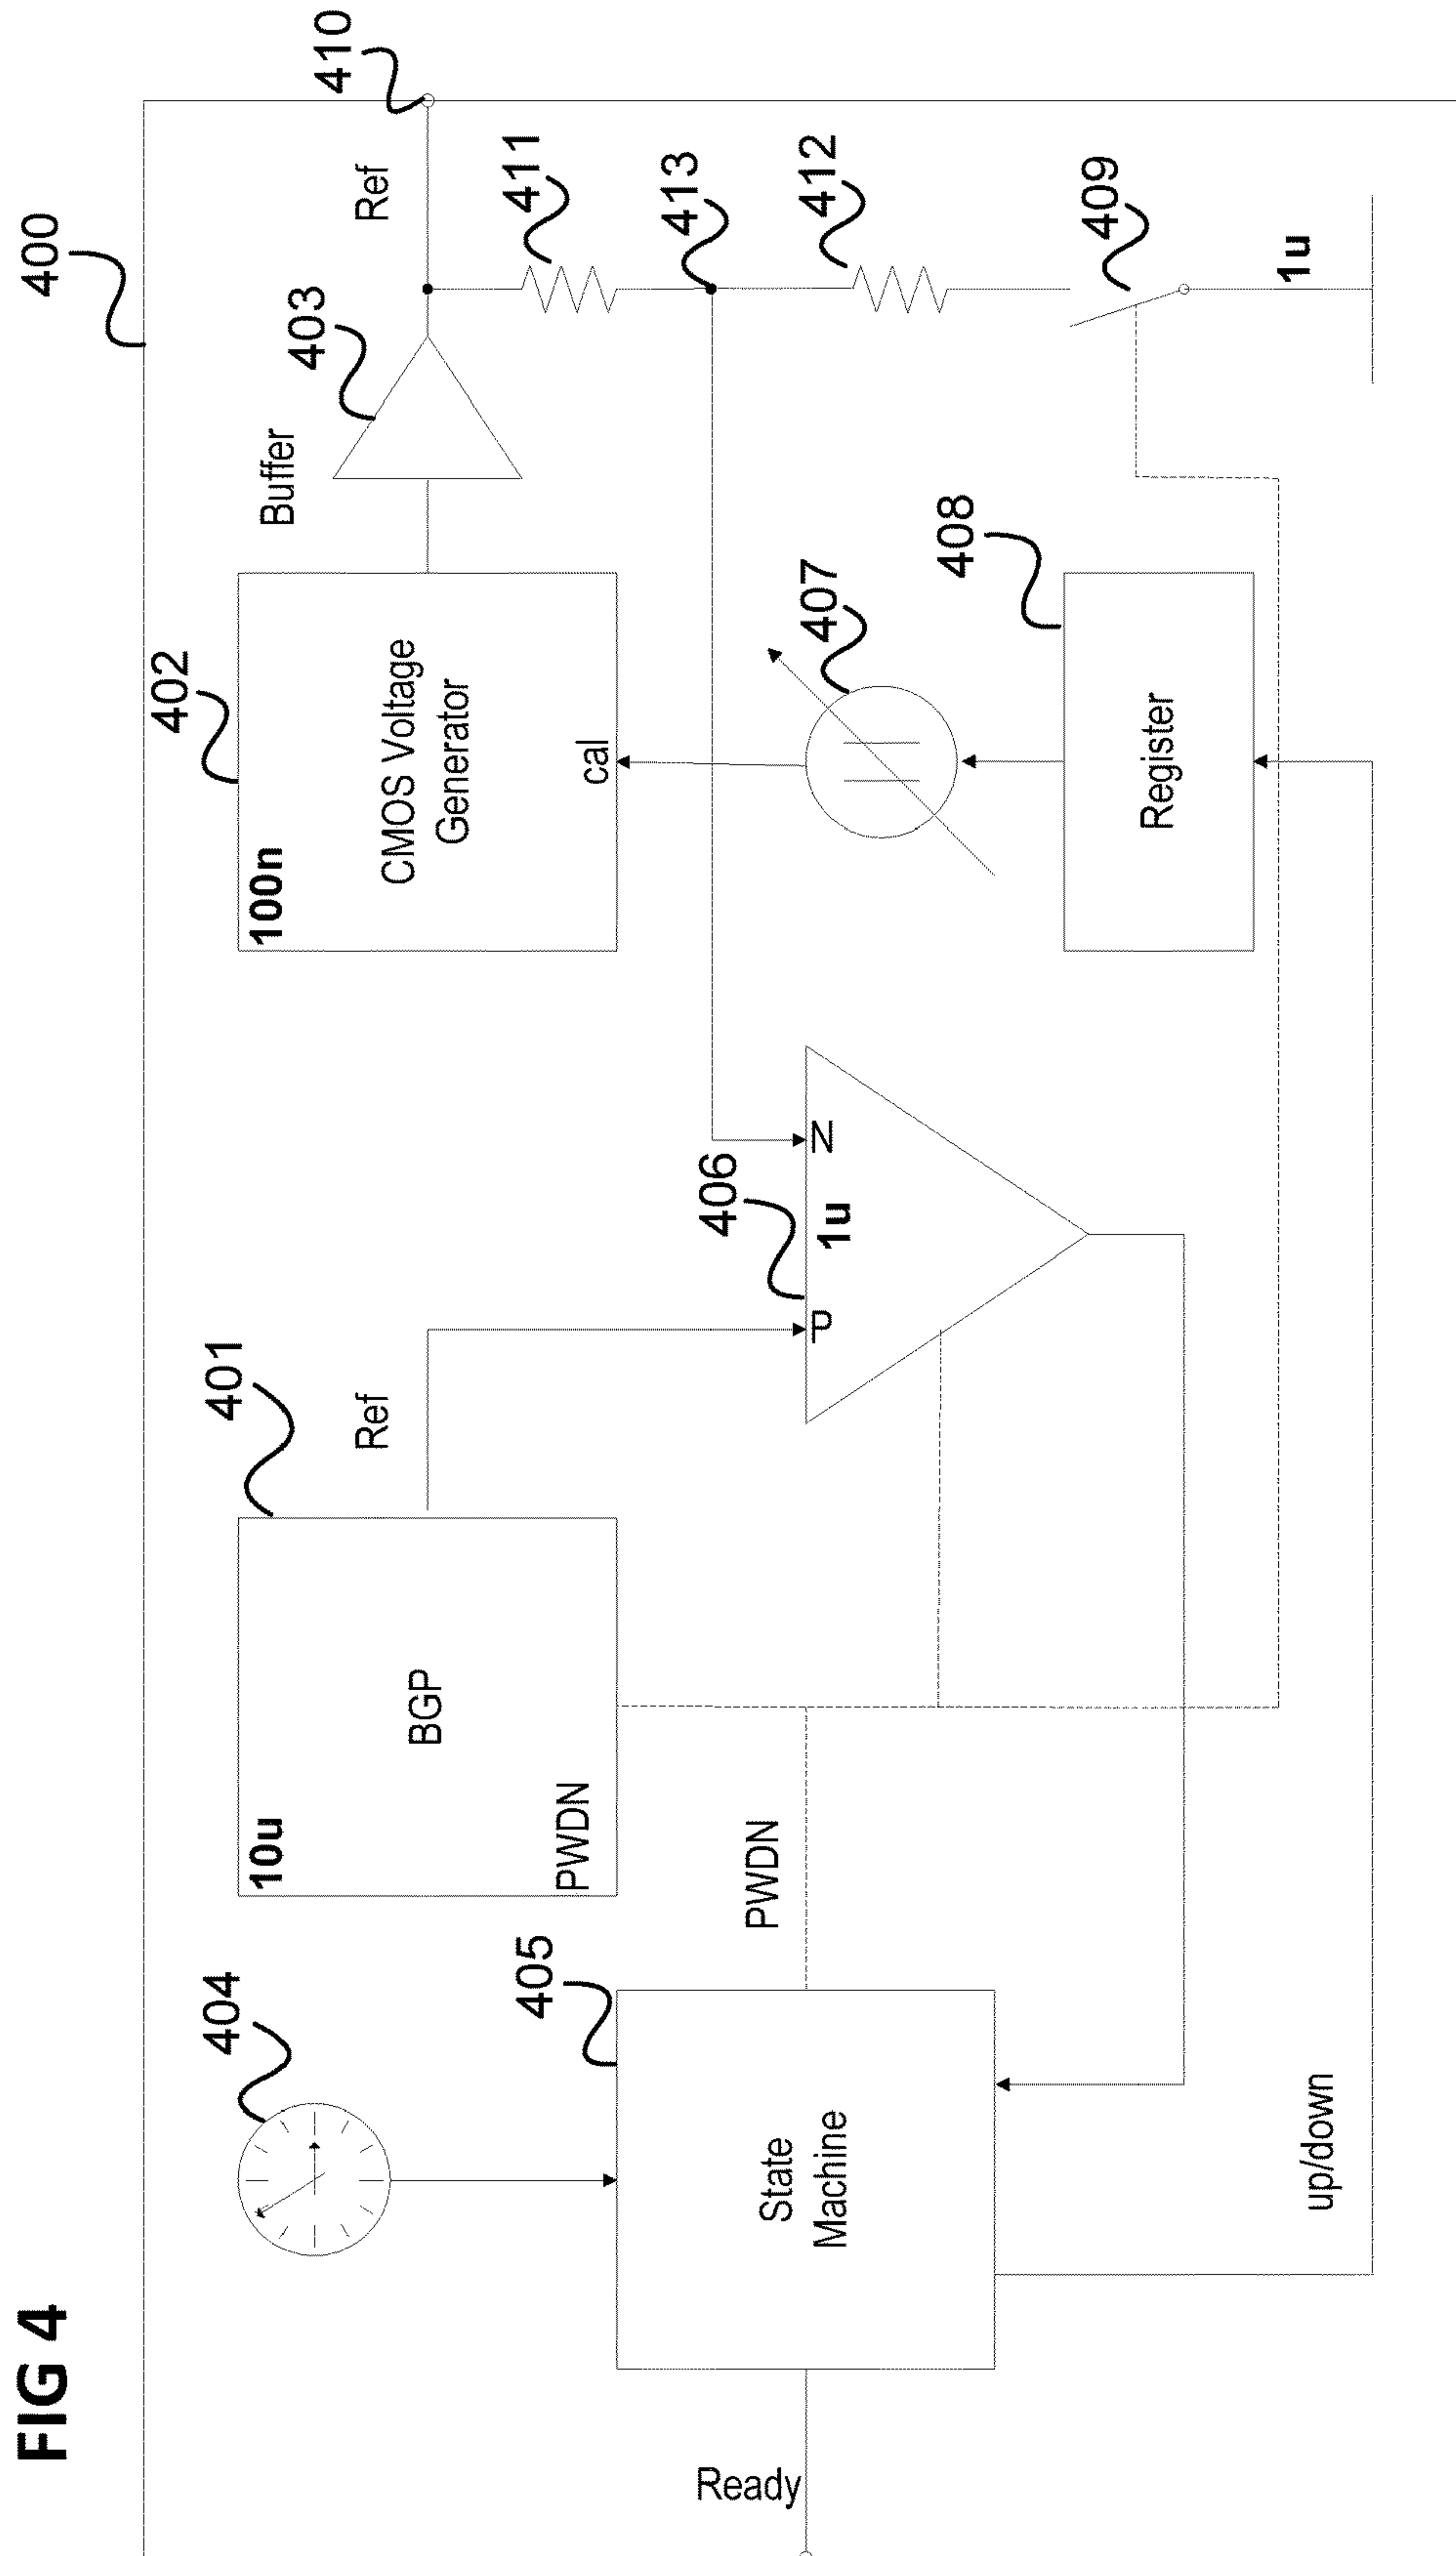 FIG 4
400
404
10u
BGP
PWDN
401
Ref
402
100n
CMOS Voltage
Generator
cal
Buffer
403
Ref
410
411
413
412
409
1u
405
State
Machine
PWDN
Ready
406
P
1u
N
407
408
Register
up/down